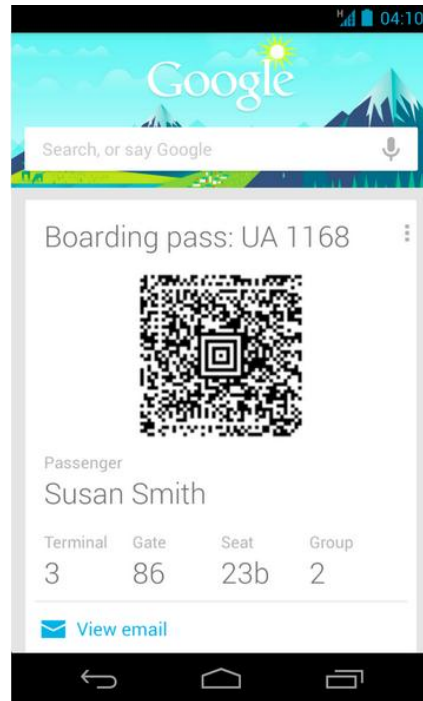 H 04:10
Google
Search, or say Google
Boarding pass: UA 1168
Passenger
Susan Smith
Terminal Gate Seat Group
3 86 23b 2
View email